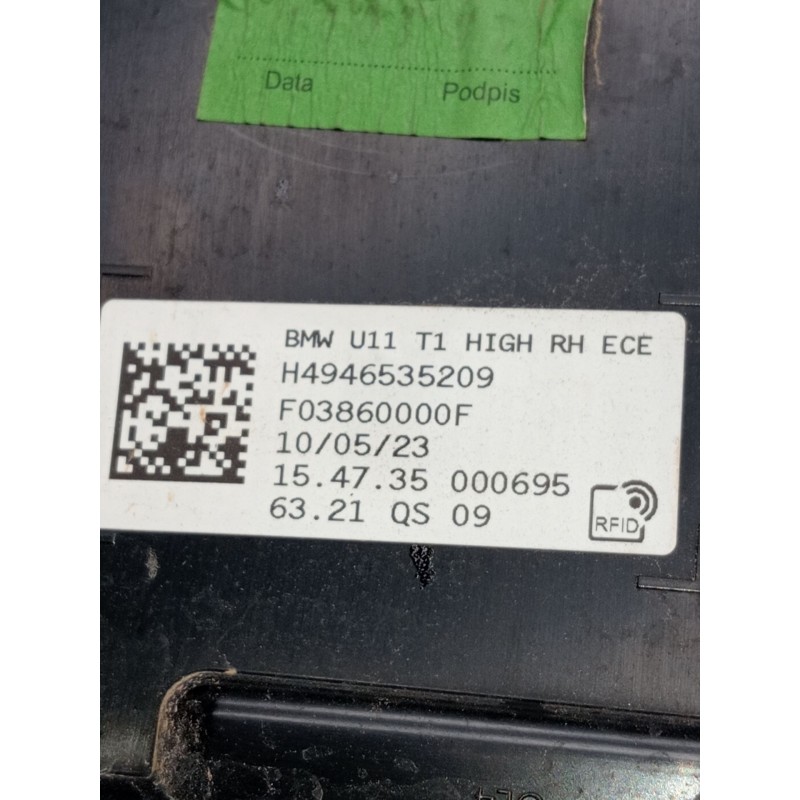 Data Podpis
BMW U11 T1 HIGH RH ECE
H4946535209
F03860000F
10/05/23
15.47.35 000695
63.21 QS 09
RFID